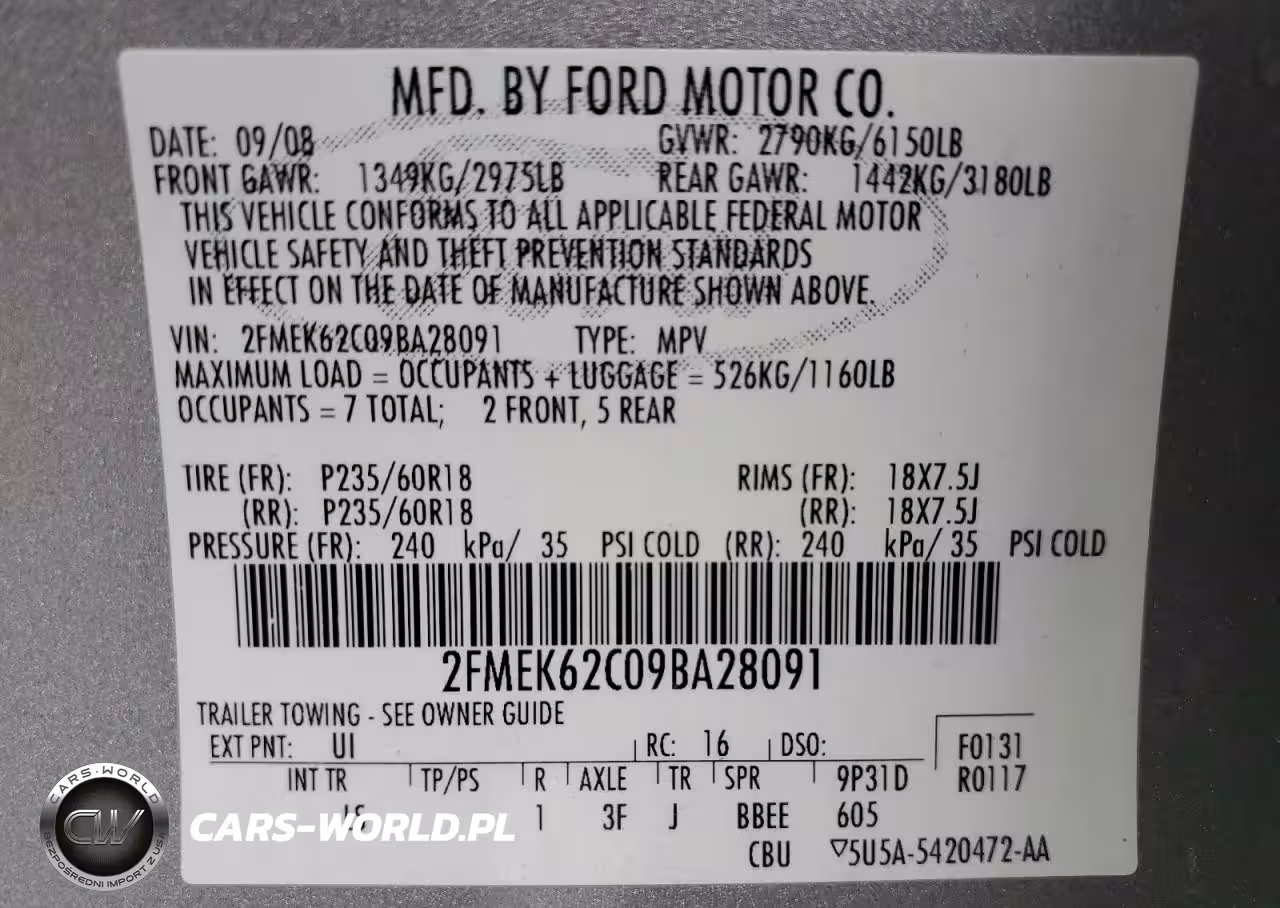 MFD. BY FORD MOTOR CO.
DATE: 09/08 GVWR: 2790KG/6150LB
FRONT GAWR: 1349KG/2975LB REAR GAWR: 1442KG/3180LB
THIS VEHICLE CONFORMS TO ALL APPLICABLE FEDERAL MOTOR
VEHICLE SAFETY AND THEFT PREVENTION STANDARDS
IN EFFECT ON THE DATE OF MANUFACTURE SHOWN ABOVE.
VIN: 2FMEK62C09BA28091 TYPE: MPV
MAXIMUM LOAD = OCCUPANTS + LUGGAGE = 526KG/1160LB
OCCUPANTS = 7 TOTAL; 2 FRONT, 5 REAR
TIRE (FR): P235/60R18 RIMS (FR): 18X7.5J
(RR): P235/60R18 (RR): 18X7.5J
PRESSURE (FR): 240 kPa/ 35 PSI COLD (RR): 240 kPa/ 35 PSI COLD
2FMEK62C09BA28091
TRAILER TOWING - SEE OWNER GUIDE
EXT PNT: UI RC: 16 DSO: F0131
INT TR TP/PS R AXLE TR SPR 9P31D R0117
1 3F J BBEE 605
CBU ▽5U5A-5420472-AA
CARS-WORLD
CW
BEZPOŚREDNI IMPORT Z USA
CARS-WORLD.PL